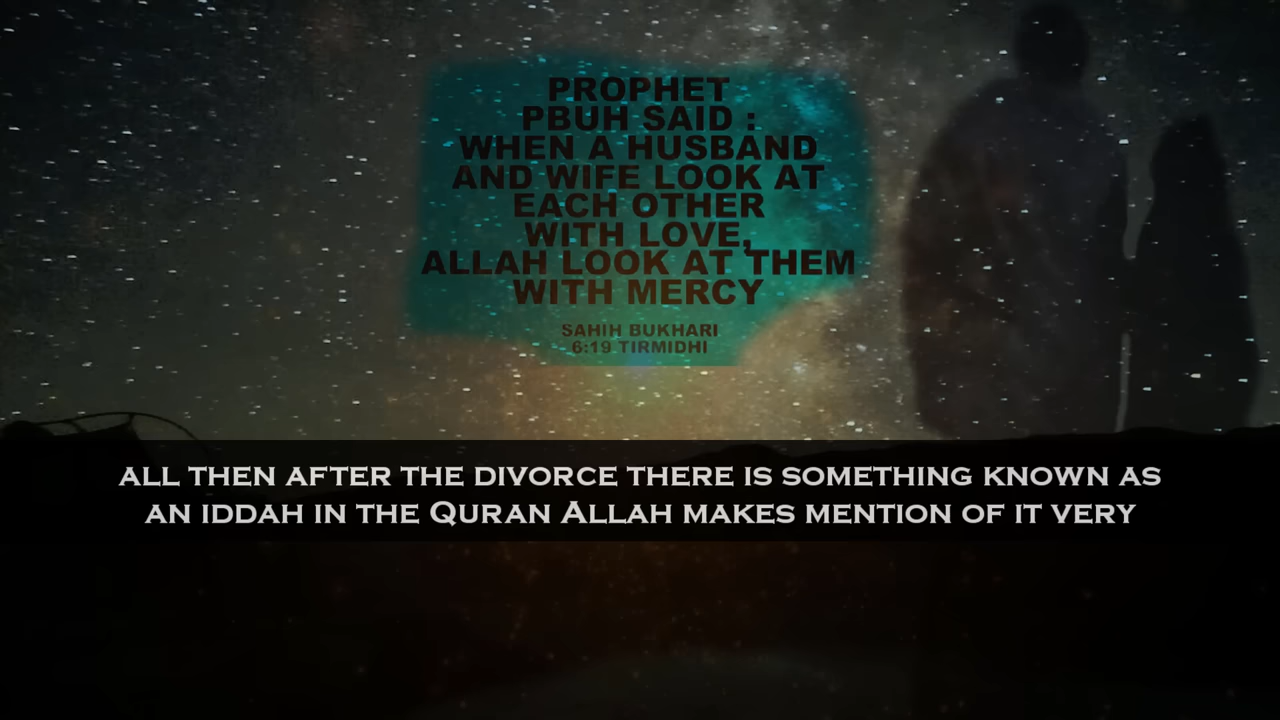 PROPHET
PBUH SAID :
WHEN A HUSBAND
AND WIFE LOOK AT
EACH OTHER
WITH LOVE,
ALLAH LOOK AT THEM
WITH MERCY
SAHIH BUKHARI
6:19 TIRMIDHI
ALL THEN AFTER THE DIVORCE THERE IS SOMETHING KNOWN AS
AN IDDAH IN THE QURAN ALLAH MAKES MENTION OF IT VERY